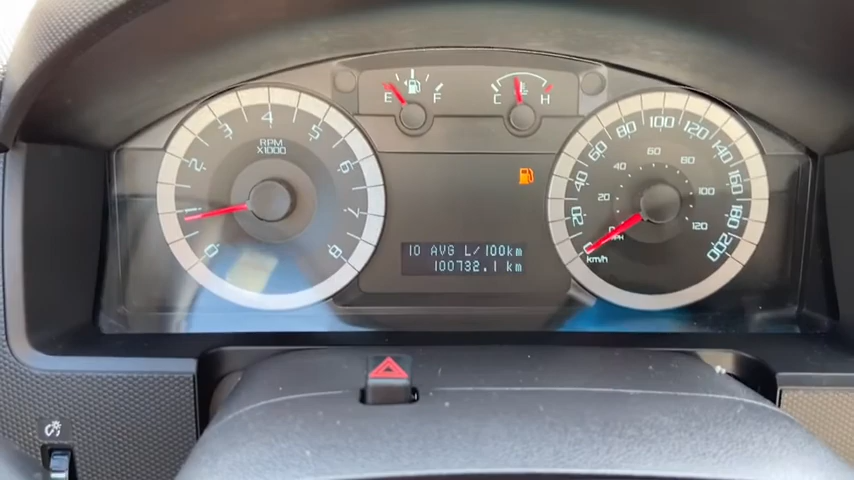 E F
C H
0 1 2 3 4 5 6 7 8
RPM
X1000
0 20 40 60 80 100 120 140 160 180 200
20 40 60 80 100 120
MPH
km/h
10 AVG L/100km
100732.1 km